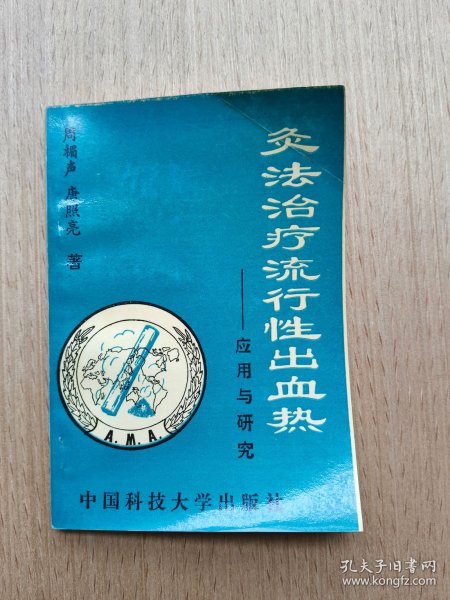 灸法治疗流行性出血热
——应用与研究
周楣声 唐照亮 著
A. M. A.
中国科技大学出版社
孔夫子旧书网
www.kongfz.com